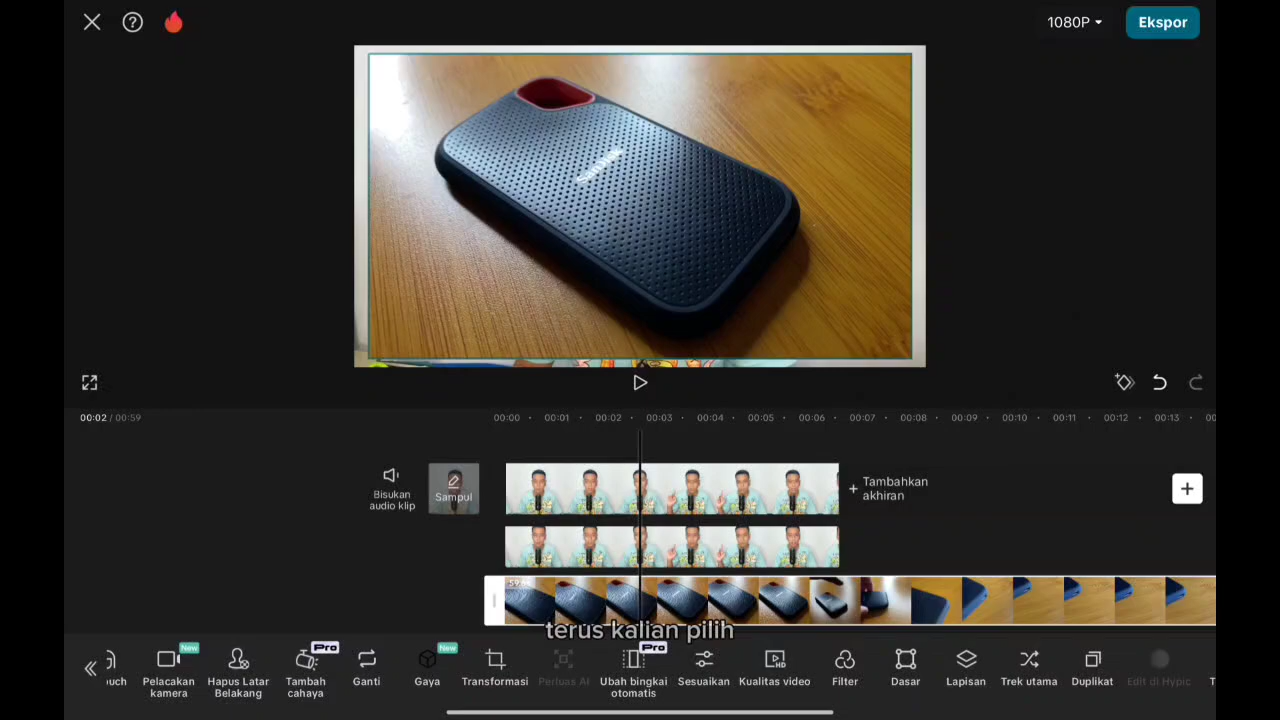 1080P
Ekspor
SanDisk
00:02 / 00:59
00:00
00:01
00:02
00:03
00:04
00:05
00:06
00:07
00:08
00:09
00:10
00:11
00:12
00:13
Bisukan
audio klip
Sampul
+ Tambahkan
akhiran
terus kalian pilih
Pelacakan
kamera
New
Hapus Latar
Belakang
Tambah
cahaya
Pro
Ganti
Gaya
New
Transformasi
Perluas AI
Ubah bingkai
otomatis
Pro
Sesuaikan
HD
Kualitas video
Filter
Dasar
Lapisan
Trek utama
Duplikat
Edit di Hypic